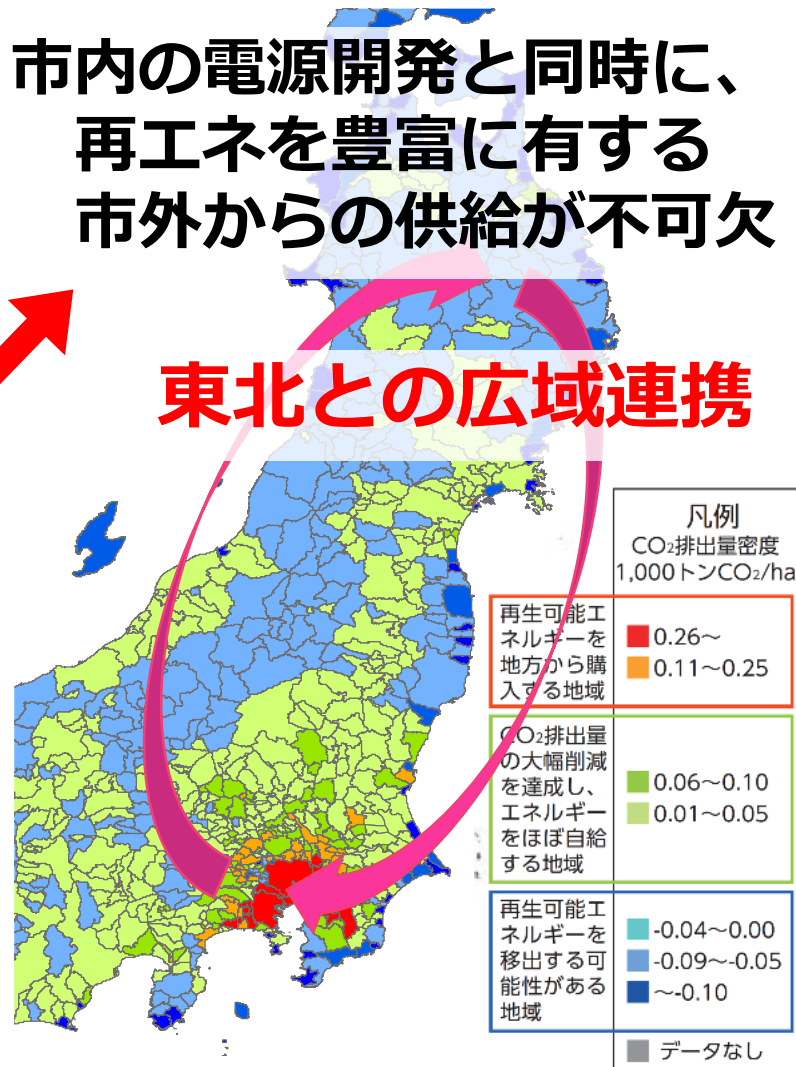 市内の電源開発と同時に、
再エネを豊富に有する
市外からの供給が不可欠
東北との広域連携
凡例
CO₂排出量密度
1,000トンCO₂/ha
再生可能エ
ネルギーを
地方から購
入する地域
0.26～
0.11～0.25
CO₂排出量
の大幅削減
を達成し、
エネルギー
をほぼ自給
する地域
0.06～0.10
0.01～0.05
再生可能エ
ネルギーを
移出する可
能性がある
地域
-0.04～0.00
-0.09～-0.05
～-0.10
データなし